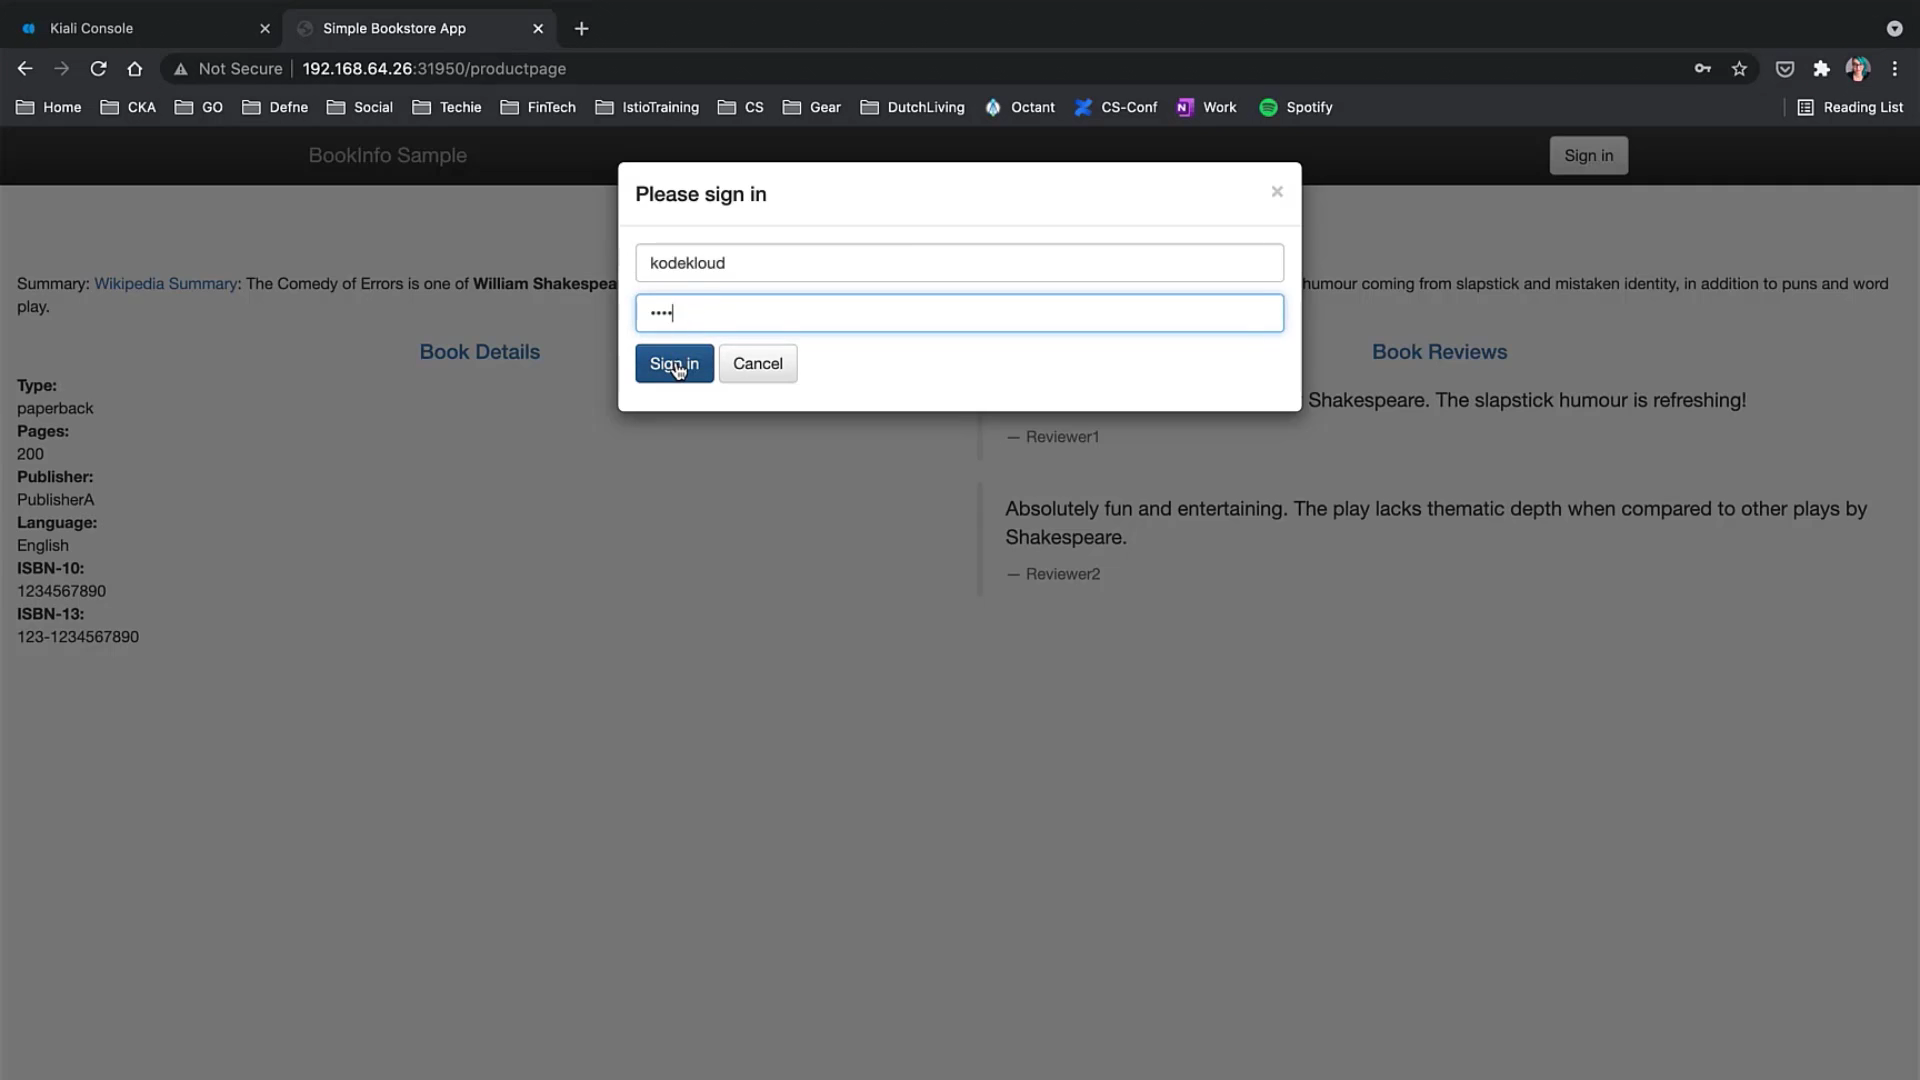 Kiali Console
Simple Bookstore App
Not Secure 192.168.64.26:31950/productpage
Home CKA GO Defne Social Techie FinTech IstioTraining CS Gear DutchLiving Octant CS-Conf Work Spotify Reading List
BookInfo Sample
Sign in
Please sign in
×
kodekloud
••••
Sign in Cancel
Summary: Wikipedia Summary: The Comedy of Errors is one of William Shakespea humour coming from slapstick and mistaken identity, in addition to puns and word
play.
Book Details
Type:
paperback
Pages:
200
Publisher:
PublisherA
Language:
English
ISBN-10:
1234567890
ISBN-13:
123-1234567890
Book Reviews
Shakespeare. The slapstick humour is refreshing!
— Reviewer1
Absolutely fun and entertaining. The play lacks thematic depth when compared to other plays by
Shakespeare.
— Reviewer2